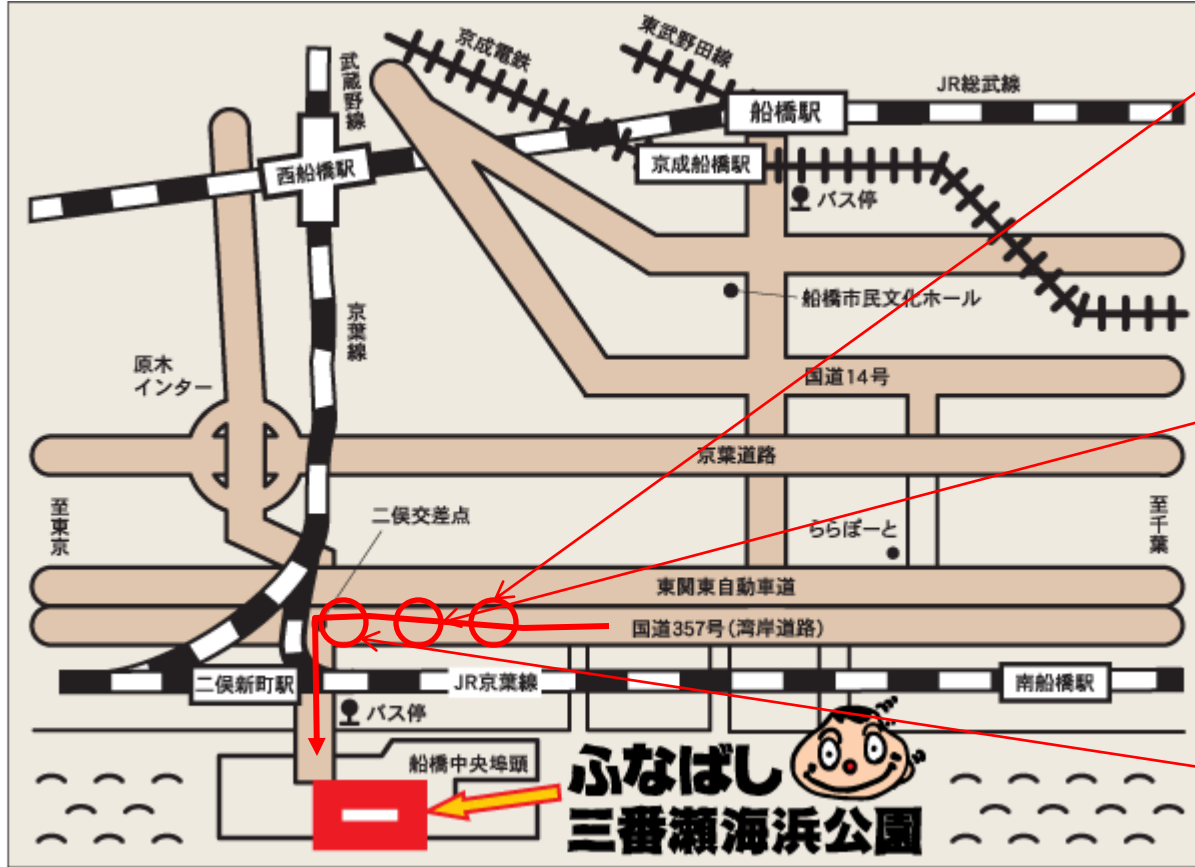 京成電鉄
東武野田線
武蔵野線
JR総武線
船橋駅
京成船橋駅
西船橋駅
バス停
船橋市民文化ホール
京葉線
原木
インター
国道14号
京葉道路
至東京
至千葉
二俣交差点
ららぽーと
東関東自動車道
国道357号(湾岸道路)
二俣新町駅
JR京葉線
南船橋駅
バス停
船橋中央埠頭
ふなばし
三番瀬海浜公園